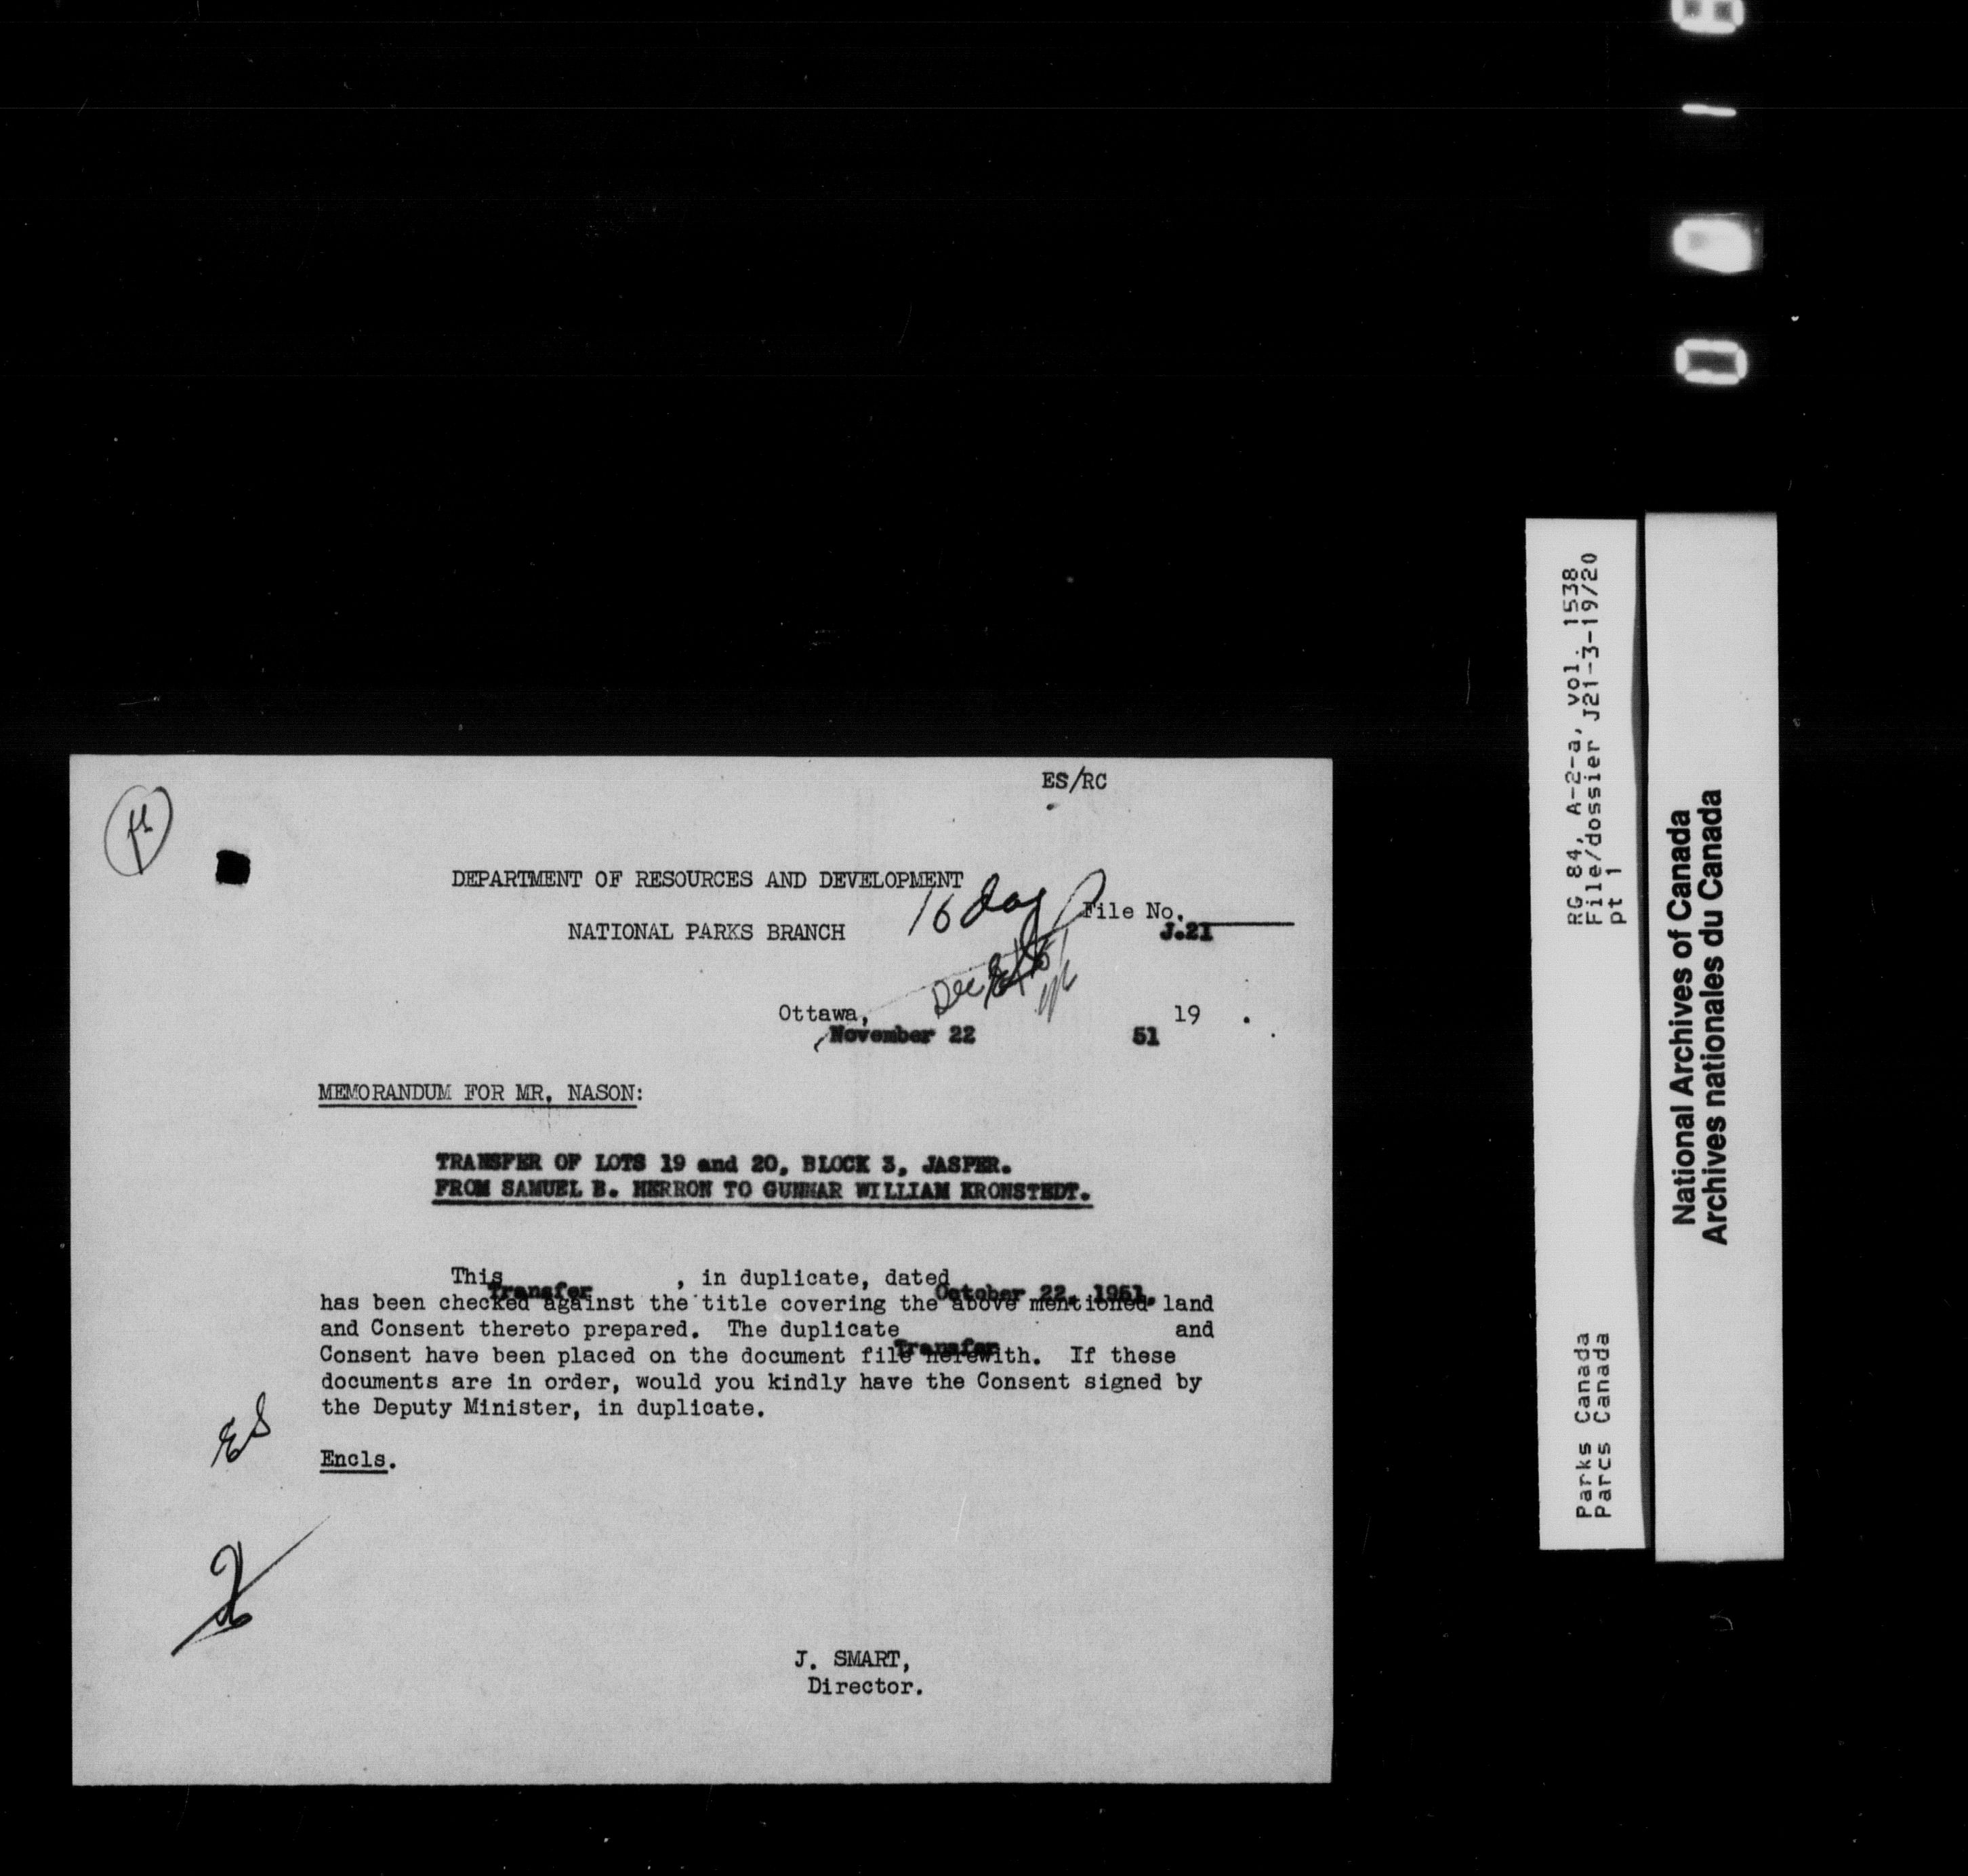 ES/RC
DEPARTMENT OF RESOURCES AND DEVELOPMENT
16 day
File No.
NATIONAL PARKS BRANCH
J.21
Dec
Ottawa, 19 .
November 22 51
MEMORANDUM FOR MR. NASON:
TRANSFER OF LOTS 19 and 20, BLOCK 3, JASPER.
FROM SAMUEL B. HERRON TO GUNNAR WILLIAM KRONSTEDT.
This Transfer , in duplicate, dated October 22, 1951,
has been checked against the title covering the above mentioned land
and Consent thereto prepared. The duplicate Transfer and
Consent have been placed on the document file herewith. If these
documents are in order, would you kindly have the Consent signed by
the Deputy Minister, in duplicate.
ES
Encls.
J. SMART,
Director.
RG 84, A-2-a, vol. 1538
File/dossier J21-3-19/20
pt 1
Parks Canada
Parcs Canada
National Archives of Canada
Archives nationales du Canada